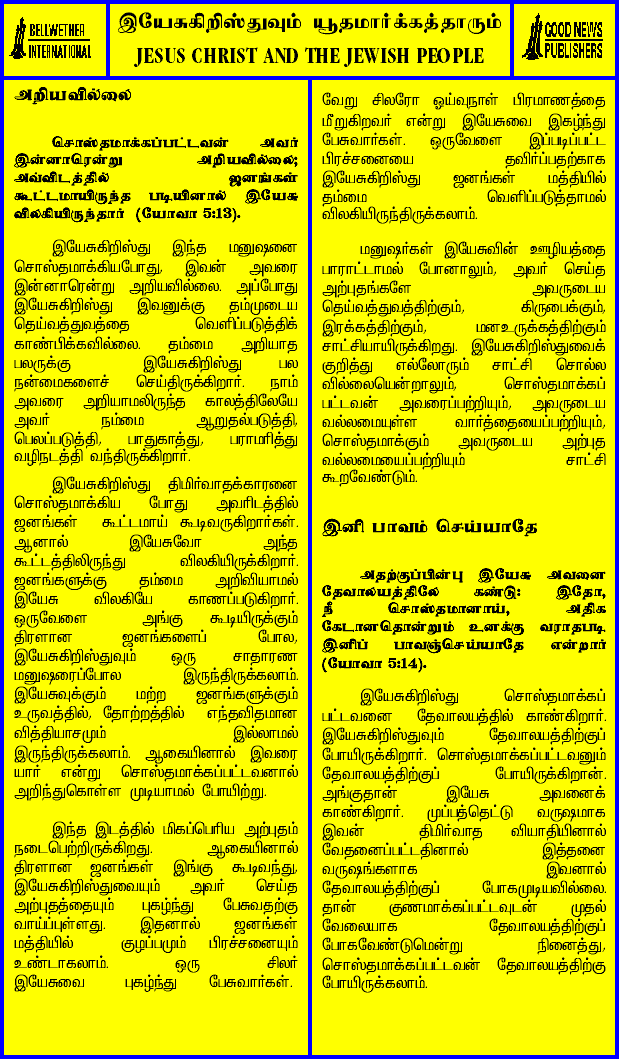 BELLWETHER
INTERNATIONAL
இயேசுகிறிஸ்துவும் யூதமார்க்கத்தாரும்
JESUS CHRIST AND THE JEWISH PEOPLE
GOOD NEWS
PUBLISHERS
அறியவில்லை
சொஸ்தமாக்கப்பட்டவன் அவர்
இன்னாரென்று அறியவில்லை;
அவ்விடத்தில் ஜனங்கள்
கூட்டமாயிருந்த படியினால் இயேசு
விலகியிருந்தார் (யோவா 5:13).
இயேசுகிறிஸ்து இந்த மனுஷனை
சொஸ்தமாக்கியபோது, இவன் அவரை
இன்னாரென்று அறியவில்லை. அப்போது
இயேசுகிறிஸ்து இவனுக்கு தம்முடைய
தெய்வத்துவத்தை வெளிப்படுத்திக்
காண்பிக்கவில்லை. தம்மை அறியாத
பலருக்கு இயேசுகிறிஸ்து பல
நன்மைகளைச் செய்திருக்கிறார். நாம்
அவரை அறியாமலிருந்த காலத்திலேயே
அவர் நம்மை ஆறுதல்படுத்தி,
பெலப்படுத்தி, பாதுகாத்து, பராமரித்து
வழிநடத்தி வந்திருக்கிறார்.
இயேசுகிறிஸ்து திமிர்வாதக்காரனை
சொஸ்தமாக்கிய போது அவரிடத்தில்
ஜனங்கள் கூட்டமாய் கூடிவருகிறார்கள்.
ஆனால் இயேசுவோ அந்த
கூட்டத்திலிருந்து விலகியிருக்கிறார்.
ஜனங்களுக்கு தம்மை அறிவியாமல்
இயேசு விலகியே காணப்படுகிறார்.
ஒருவேளை அங்கு கூடியிருக்கும்
திரளான ஜனங்களைப் போல,
இயேசுகிறிஸ்துவும் ஒரு சாதாரண
மனுஷரைப்போல இருந்திருக்கலாம்.
இயேசுவுக்கும் மற்ற ஜனங்களுக்கும்
உருவத்தில், தோற்றத்தில் எந்தவிதமான
வித்தியாசமும் இல்லாமல்
இருந்திருக்கலாம். ஆகையினால் இவரை
யார் என்று சொஸ்தமாக்கப்பட்டவனால்
அறிந்துகொள்ள முடியாமல் போயிற்று.
இந்த இடத்தில் மிகப்பெரிய அற்புதம்
நடைபெற்றிருக்கிறது. ஆகையினால்
திரளான ஜனங்கள் இங்கு கூடிவந்து,
இயேசுகிறிஸ்துவையும் அவர் செய்த
அற்புதத்தையும் புகழ்ந்து பேசுவதற்கு
வாய்ப்புள்ளது. இதனால் ஜனங்கள்
மத்தியில் குழப்பமும் பிரச்சனையும்
உண்டாகலாம். ஒரு சிலர்
இயேசுவை புகழ்ந்து பேசுவார்கள்.
வேறு சிலரோ ஓய்வுநாள் பிரமாணத்தை
மீறுகிறவர் என்று இயேசுவை இகழ்ந்து
பேசுவார்கள். ஒருவேளை இப்படிப்பட்ட
பிரச்சனையை தவிர்ப்பதற்காக
இயேசுகிறிஸ்து ஜனங்கள் மத்தியில்
தம்மை வெளிப்படுத்தாமல்
விலகியிருந்திருக்கலாம்.
மனுஷர்கள் இயேசுவின் ஊழியத்தை
பாராட்டாமல் போனாலும், அவர் செய்த
அற்புதங்களே அவருடைய
தெய்வத்துவத்திற்கும், கிருபைக்கும்,
இரக்கத்திற்கும், மனஉருக்கத்திற்கும்
சாட்சியாயிருக்கிறது. இயேசுகிறிஸ்துவைக்
குறித்து எல்லோரும் சாட்சி சொல்ல
வில்லையென்றாலும், சொஸ்தமாக்கப்
பட்டவன் அவரைப்பற்றியும், அவருடைய
வல்லமையுள்ள வார்த்தையைப்பற்றியும்,
சொஸ்தமாக்கும் அவருடைய அற்புத
வல்லமையைப்பற்றியும் சாட்சி
கூறவேண்டும்.
இனி பாவம் செய்யாதே
அதற்குப்பின்பு இயேசு அவனை
தேவாலயத்திலே கண்டு: இதோ,
நீ சொஸ்தமானாய், அதிக
கேடானதொன்றும் உனக்கு வராதபடி
இனிப் பாவஞ்செய்யாதே என்றார்
(யோவா 5:14).
இயேசுகிறிஸ்து சொஸ்தமாக்கப்
பட்டவனை தேவாலயத்தில் காண்கிறார்.
இயேசுகிறிஸ்துவும் தேவாலயத்திற்குப்
போயிருக்கிறார். சொஸ்தமாக்கப்பட்டவனும்
தேவாலயத்திற்குப் போயிருக்கிறான்.
அங்குதான் இயேசு அவனைக்
காண்கிறார். முப்பத்தெட்டு வருஷமாக
இவன் திமிர்வாத வியாதியினால்
வேதனைப்பட்டதினால் இத்தனை
வருஷங்களாக இவனால்
தேவாலயத்திற்குப் போகமுடியவில்லை.
தான் குணமாக்கப்பட்டவுடன் முதல்
வேலையாக தேவாலயத்திற்குப்
போகவேண்டுமென்று நினைத்து,
சொஸ்தமாக்கப்பட்டவன் தேவாலயத்திற்கு
போயிருக்கலாம்.